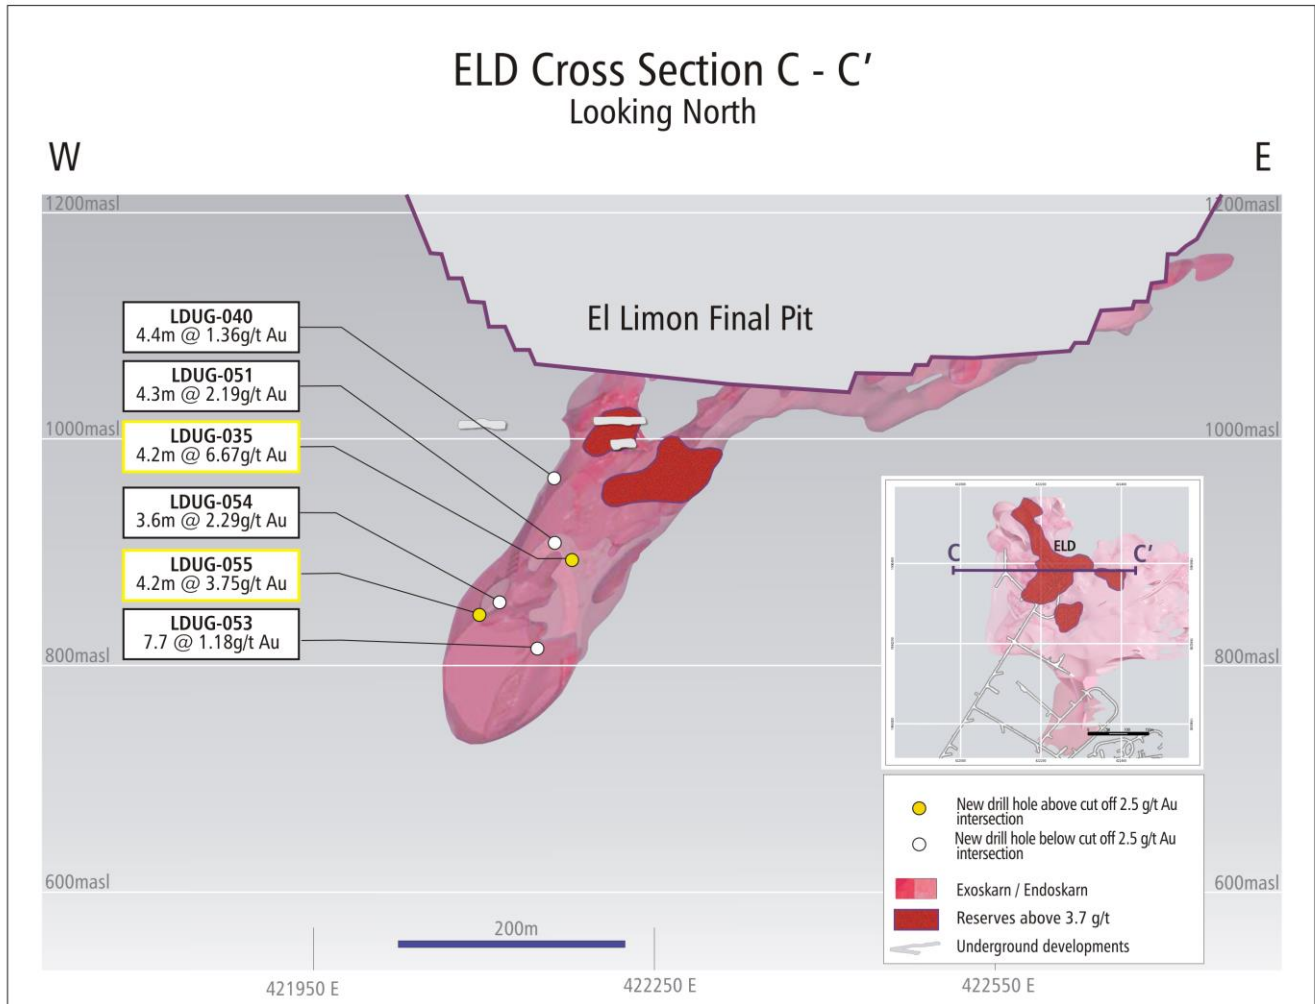 ELD Cross Section C - C’
Looking North
W
E
1200masl
1200masl
El Limon Final Pit
LDUG-040
4.4m @ 1.36g/t Au
LDUG-051
4.3m @ 2.19g/t Au
LDUG-035
4.2m @ 6.67g/t Au
LDUG-054
3.6m @ 2.29g/t Au
LDUG-055
4.2m @ 3.75g/t Au
LDUG-053
7.7 @ 1.18g/t Au
1000masl
1000masl
800masl
800masl
600masl
600masl
ELD
C
C’
New drill hole above cut off 2.5 g/t Au
intersection
New drill hole below cut off 2.5 g/t Au
intersection
Exoskarn / Endoskarn
Reserves above 3.7 g/t
Underground developments
200m
421950 E
422250 E
422550 E